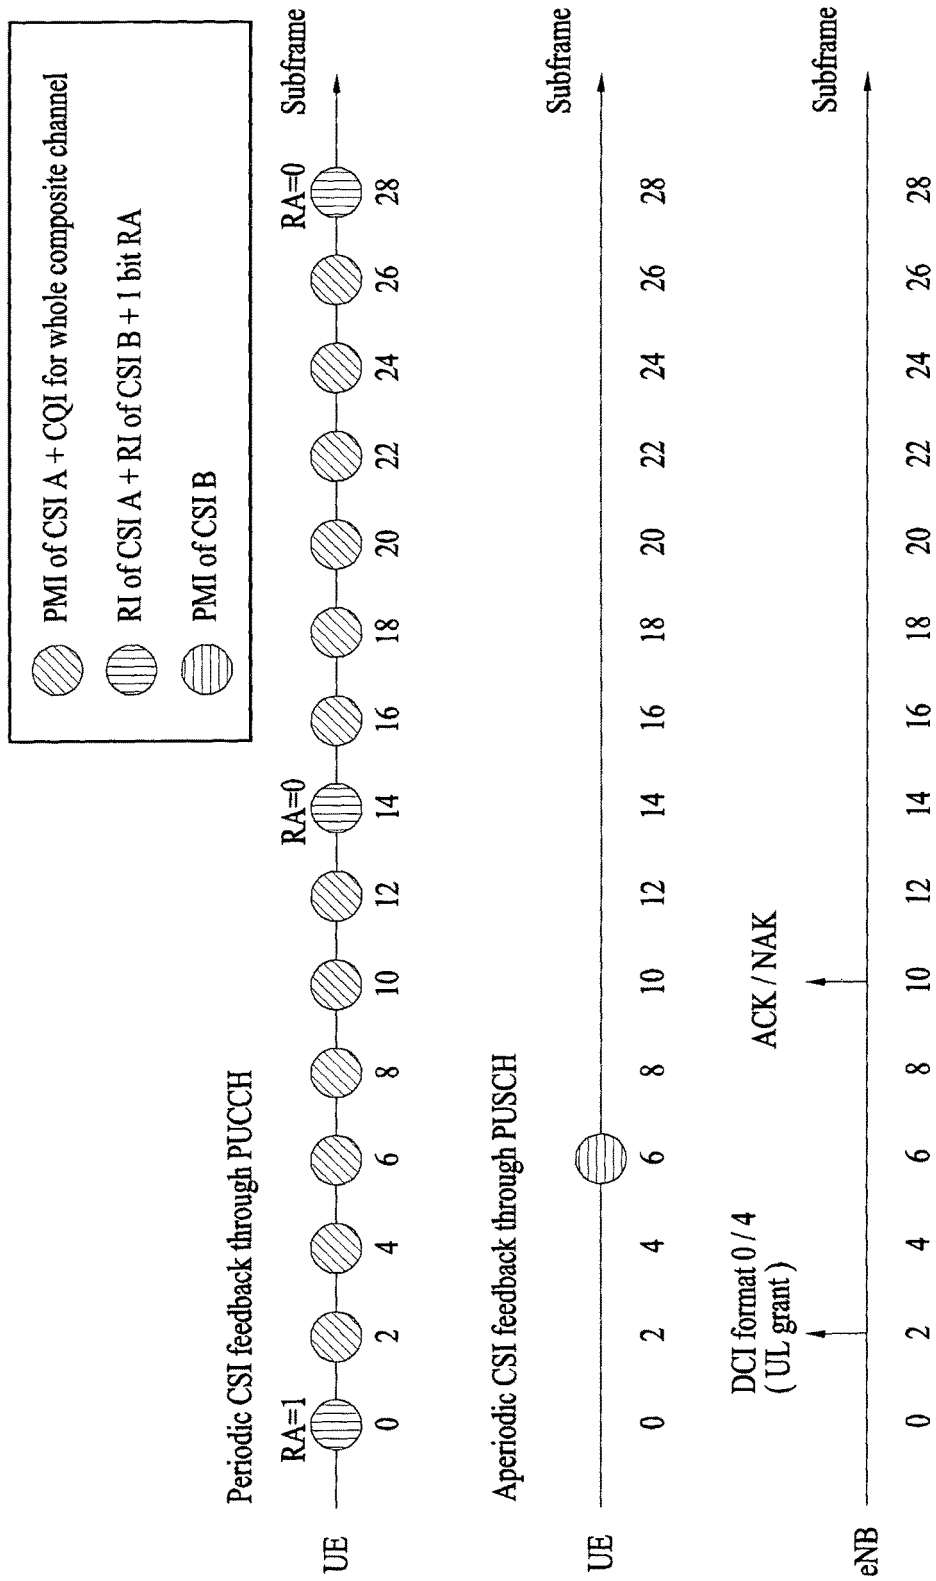 PMI of CSI A + CQI for whole composite channel
RI of CSI A + RI of CSI B + 1 bit RA
PMI of CSI B
Periodic CSI feedback through PUCCH
RA=1 RA=0 RA=0
UE Subframe
0 2 4 6 8 10 12 14 16 18 20 22 24 26 28
Aperiodic CSI feedback through PUSCH
UE Subframe
0 2 4 6 8 10 12 14 16 18 20 22 24 26 28
DCI format 0 / 4
( UL grant )
ACK / NAK
eNB Subframe
0 2 4 6 8 10 12 14 16 18 20 22 24 26 28